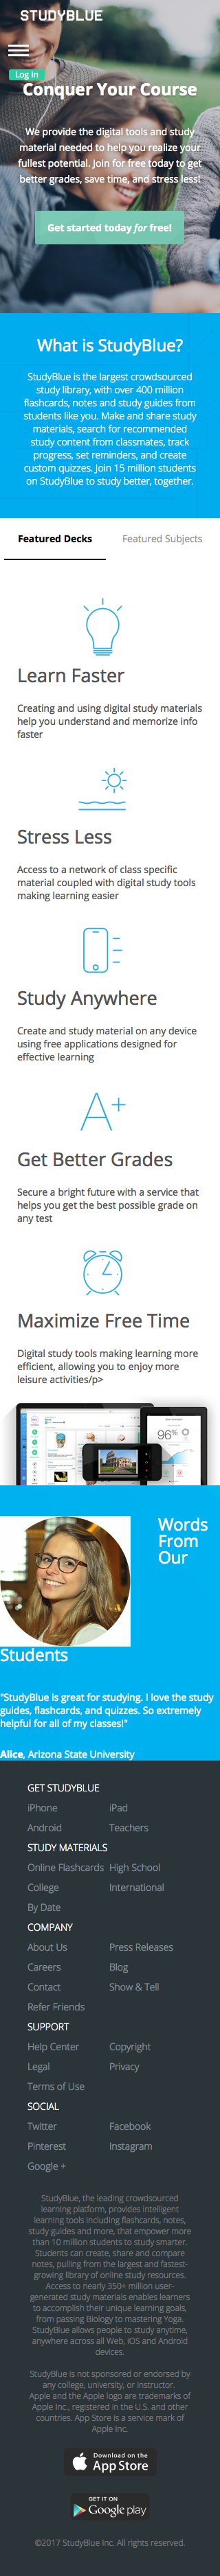 STUDYBLUE
Log In
Conquer Your Course
We provide the digital tools and study
material needed to help you realize your
fullest potential. Join for free today to get
better grades, save time, and stress less!
Get started today for free!
What is StudyBlue?
StudyBlue is the largest crowdsourced
study library, with over 400 million
flashcards, notes and study guides from
students like you. Make and share study
materials, search for recommended
study content from classmates, track
progress, set reminders, and create
custom quizzes. Join 15 million students
on StudyBlue to study better, together.
Featured Decks Featured Subjects
Learn Faster
Creating and using digital study materials
help you understand and memorize info
faster
Stress Less
Access to a network of class specific
material coupled with digital study tools
making learning easier
Study Anywhere
Create and study material on any device
using free applications designed for
effective learning
A+
Get Better Grades
Secure a bright future with a service that
helps you get the best possible grade on
any test
Maximize Free Time
Digital study tools making learning more
efficient, allowing you to enjoy more
leisure activities/p>
96%
Words
From
Our
Students
"StudyBlue is great for studying. I love the study
guides, flashcards, and quizzes. So extremely
helpful for all of my classes!"
Alice, Arizona State University
GET STUDYBLUE
iPhone iPad
Android Teachers
STUDY MATERIALS
Online Flashcards High School
College International
By Date
COMPANY
About Us Press Releases
Careers Blog
Contact Show & Tell
Refer Friends
SUPPORT
Help Center Copyright
Legal Privacy
Terms of Use
SOCIAL
Twitter Facebook
Pinterest Instagram
Google +
StudyBlue, the leading crowdsourced
learning platform, provides intelligent
learning tools including flashcards, notes,
study guides and more, that empower more
than 10 million students to study smarter.
Students can create, share and compare
notes, pulling from the largest and fastest-
growing library of online study resources.
Access to nearly 350+ million user-
generated study materials enables learners
to accomplish their unique learning goals,
from passing Biology to mastering Yoga.
StudyBlue allows people to study anytime,
anywhere across all Web, iOS and Android
devices.
StudyBlue is not sponsored or endorsed by
any college, university, or instructor.
Apple and the Apple logo are trademarks of
Apple Inc., registered in the U.S. and other
countries. App Store is a service mark of
Apple Inc.
Download on the
App Store
GET IT ON
Google play
©2017 StudyBlue Inc. All rights reserved.